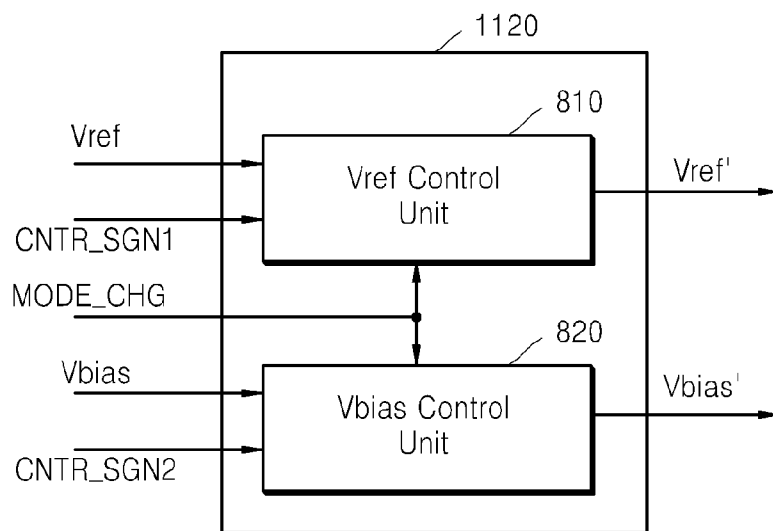 1120
810
Vref
Vref Control
Unit
Vref'
CNTR_SGN1
MODE_CHG
820
Vbias
Vbias Control
Unit
Vbias'
CNTR_SGN2